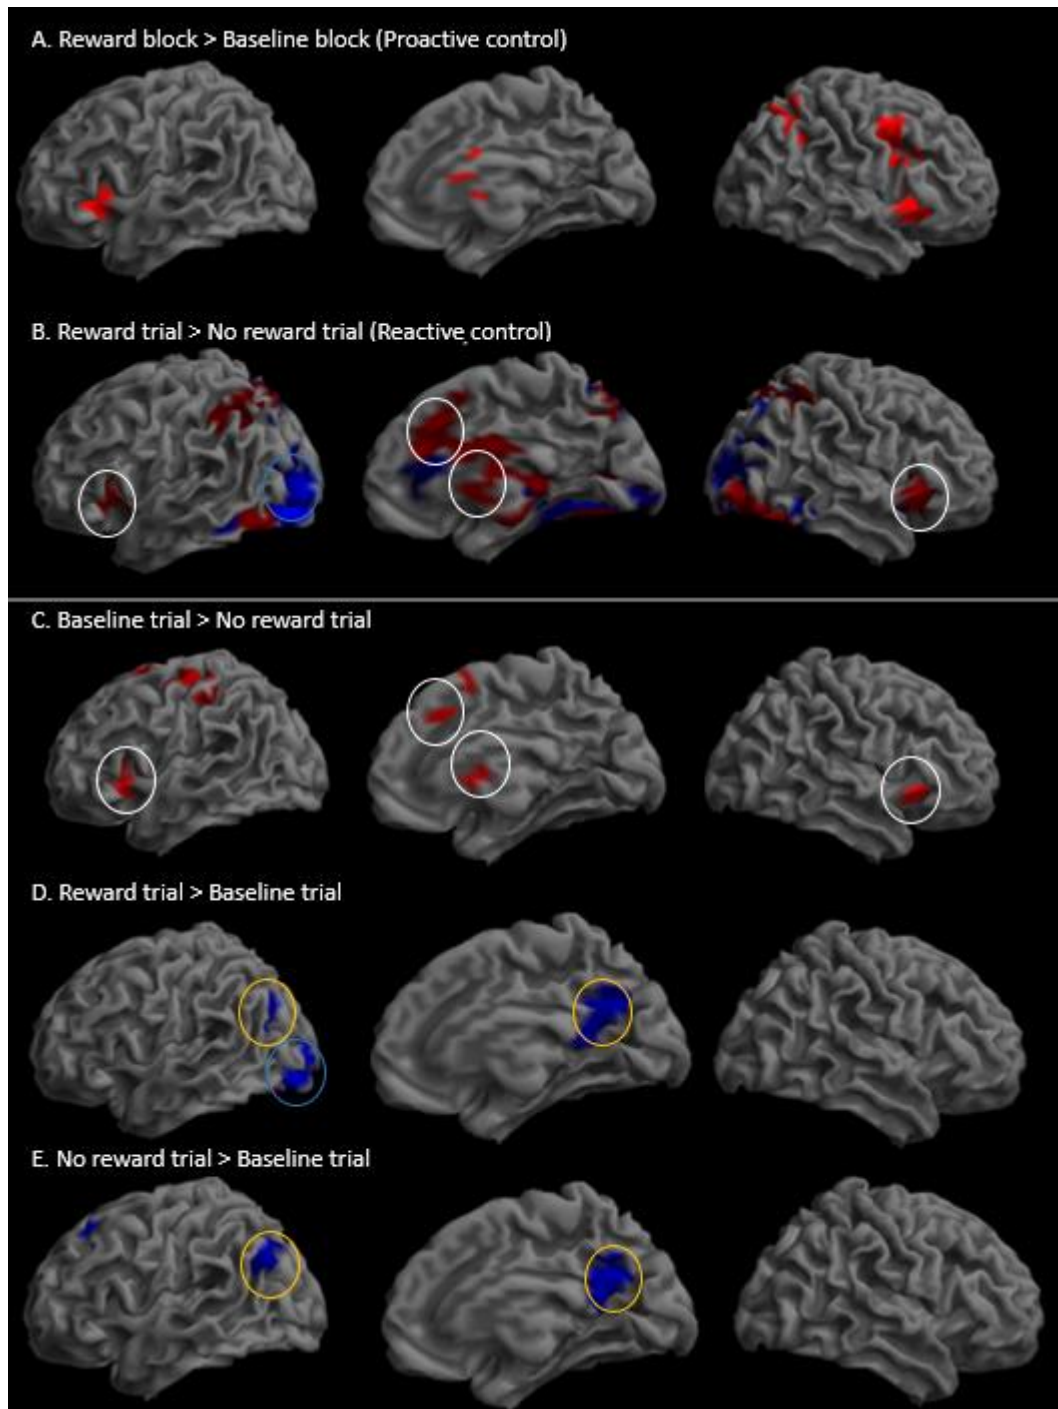 A. Reward block > Baseline block (Proactive control)
B. Reward trial > No reward trial (Reactive control)
C. Baseline trial > No reward trial
D. Reward trial > Baseline trial
E. No reward trial > Baseline trial